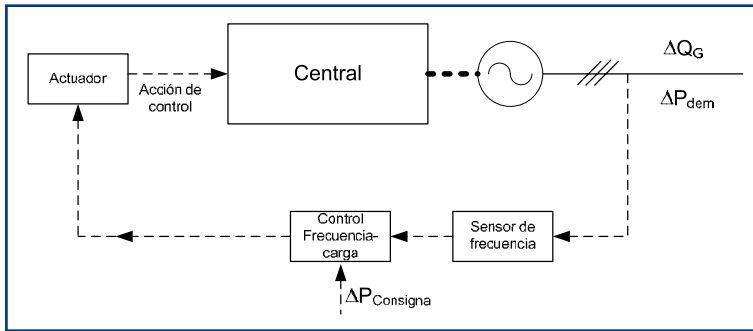 Actuador
Acción de
control
Central
ΔQG
ΔPdem
Control
Frecuencia-
carga
Sensor de
frecuencia
ΔPConsigna